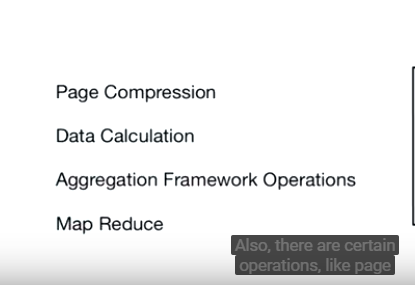 Page Compression
Data Calculation
Aggregation Framework Operations
Map Reduce
Also, there are certain
operations, like page